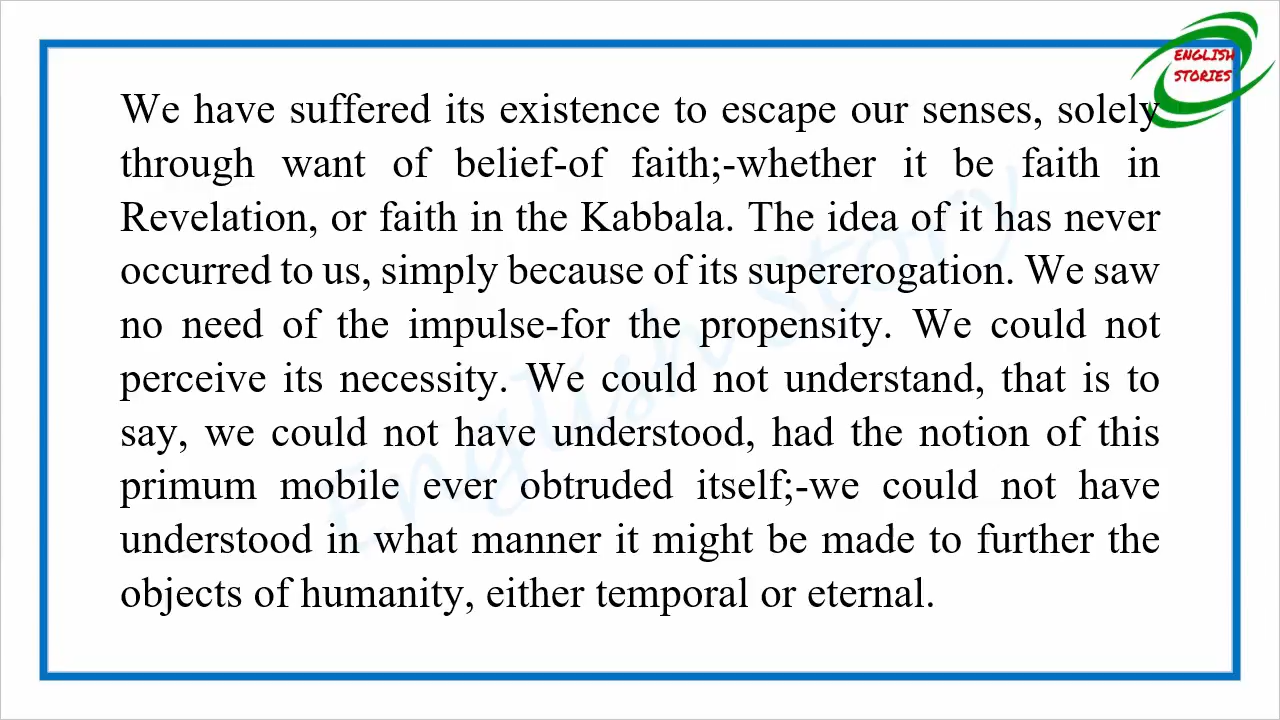 ENGLISH
STORIES
We have suffered its existence to escape our senses, solely
through want of belief-of faith;-whether it be faith in
Revelation, or faith in the Kabbala. The idea of it has never
occurred to us, simply because of its supererogation. We saw
no need of the impulse-for the propensity. We could not
perceive its necessity. We could not understand, that is to
say, we could not have understood, had the notion of this
primum mobile ever obtruded itself;-we could not have
understood in what manner it might be made to further the
objects of humanity, either temporal or eternal.
English Story